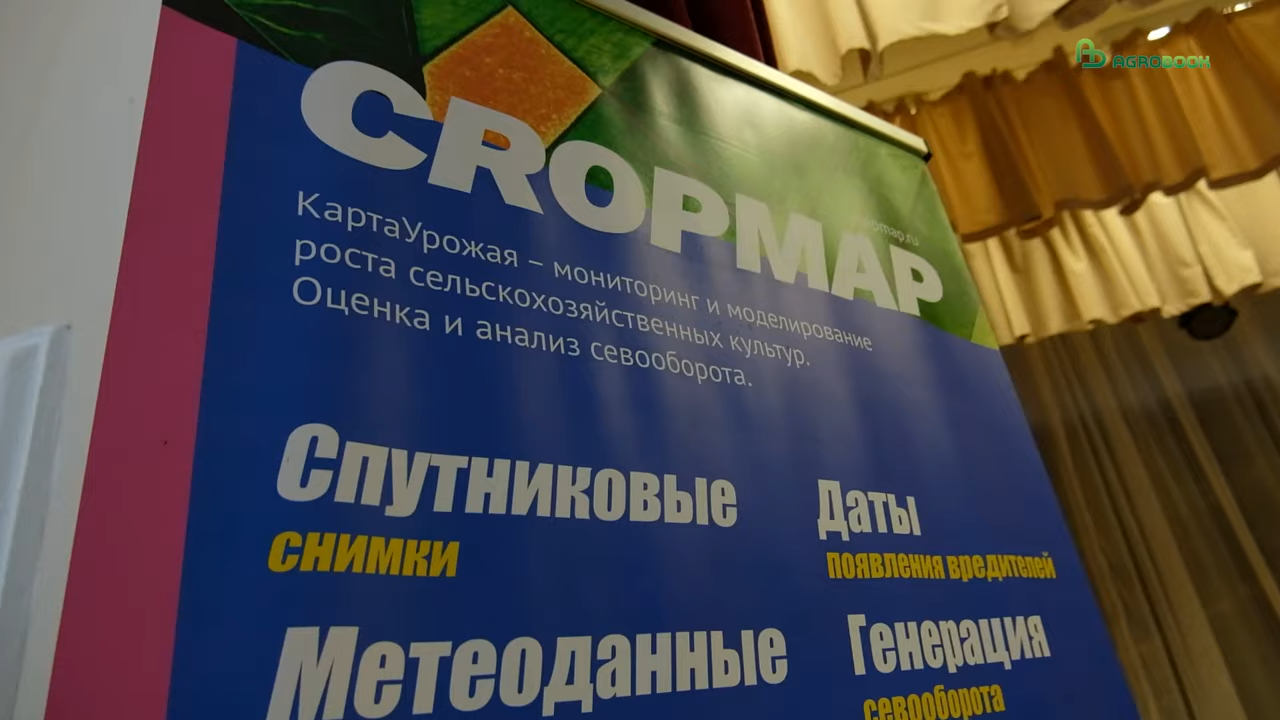 AGROBOOK
CROPMAP
КартаУрожая – мониторинг и моделирование
роста сельскохозяйственных культур.
Оценка и анализ севооборота.
Спутниковые
снимки
Даты
появления вредителей
Метеоданные
Генерация
севооборота